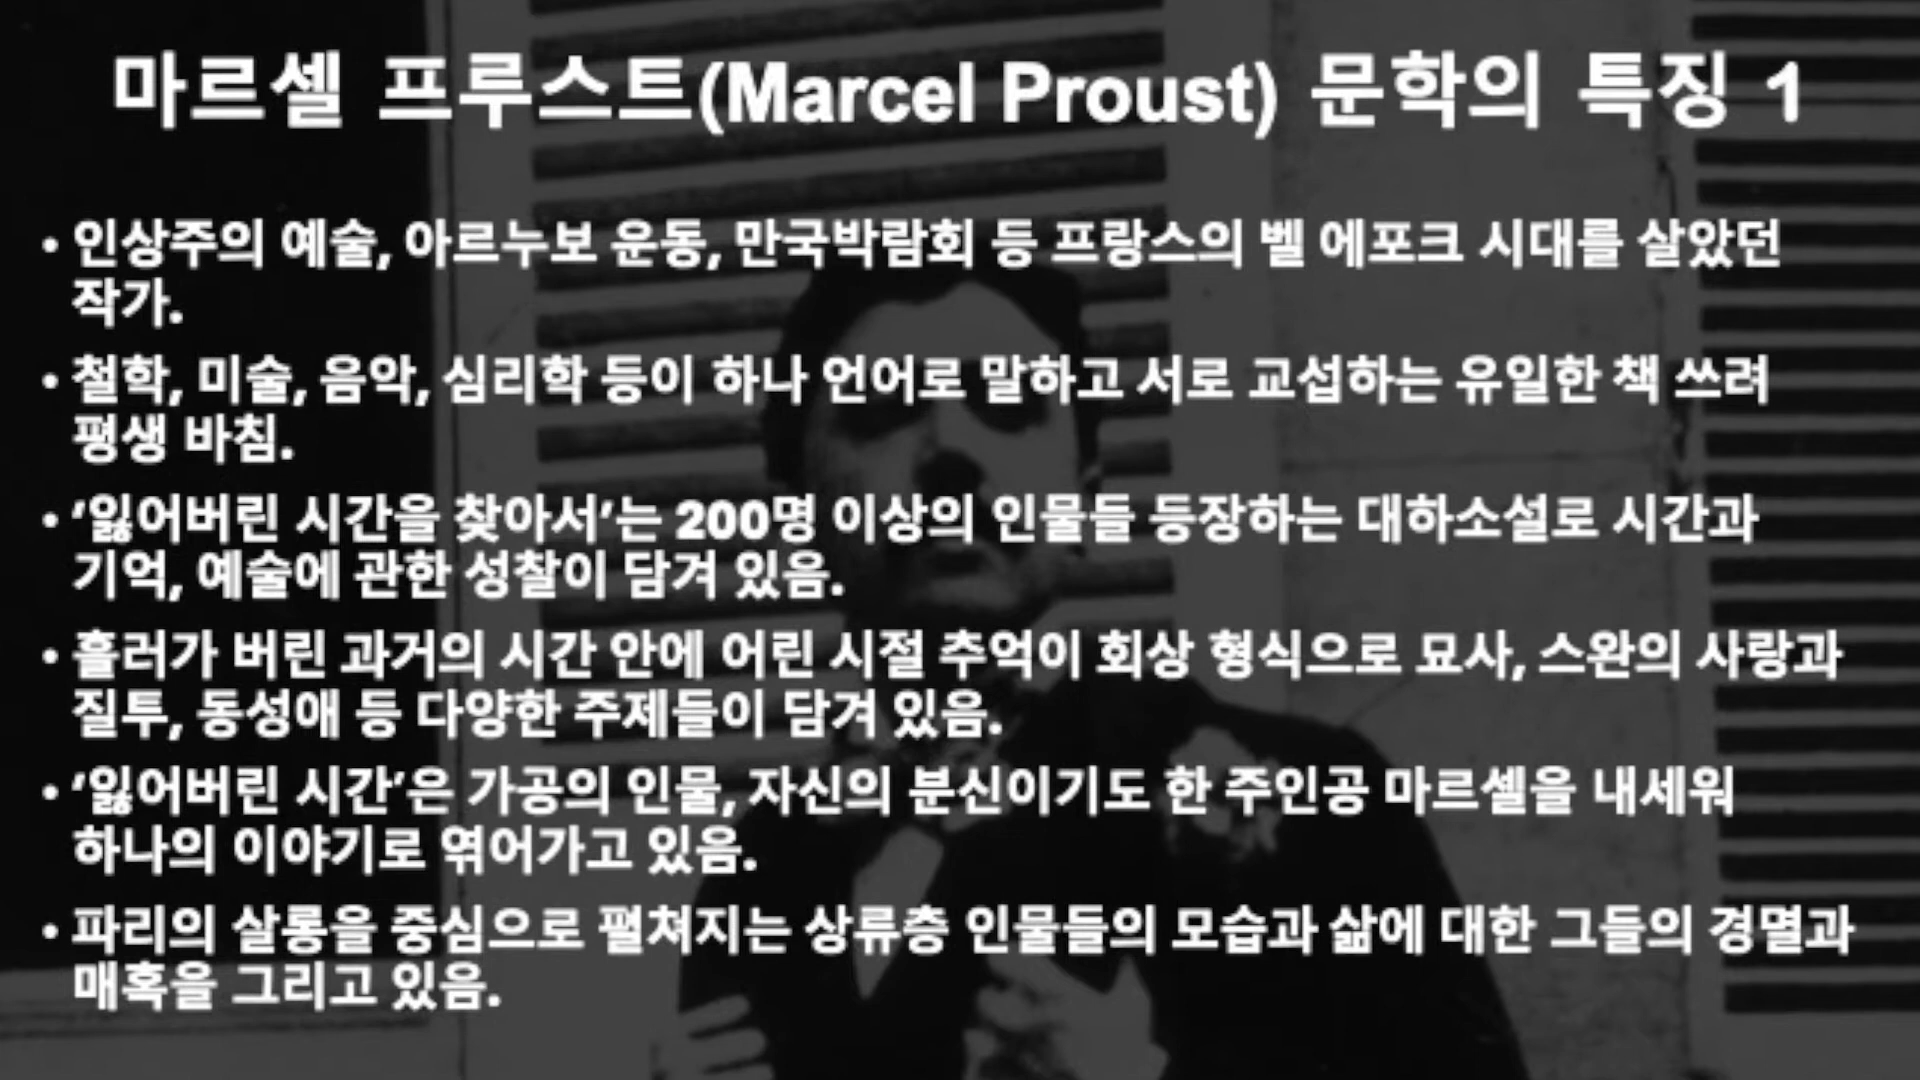 마르셀 프루스트(Marcel Proust) 문학의 특징 1
• 인상주의 예술, 아르누보 운동, 만국박람회 등 프랑스의 벨 에포크 시대를 살았던
작가.
• 철학, 미술, 음악, 심리학 등이 하나 언어로 말하고 서로 교섭하는 유일한 책 쓰려
평생 바침.
• ‘잃어버린 시간을 찾아서’는 200명 이상의 인물들 등장하는 대하소설로 시간과
기억, 예술에 관한 성찰이 담겨 있음.
• 흘러가 버린 과거의 시간 안에 어린 시절 추억이 회상 형식으로 묘사, 스완의 사랑과
질투, 동성애 등 다양한 주제들이 담겨 있음.
• ‘잃어버린 시간’은 가공의 인물, 자신의 분신이기도 한 주인공 마르셀을 내세워
하나의 이야기로 엮어가고 있음.
• 파리의 살롱을 중심으로 펼쳐지는 상류층 인물들의 모습과 삶에 대한 그들의 경멸과
매혹을 그리고 있음.